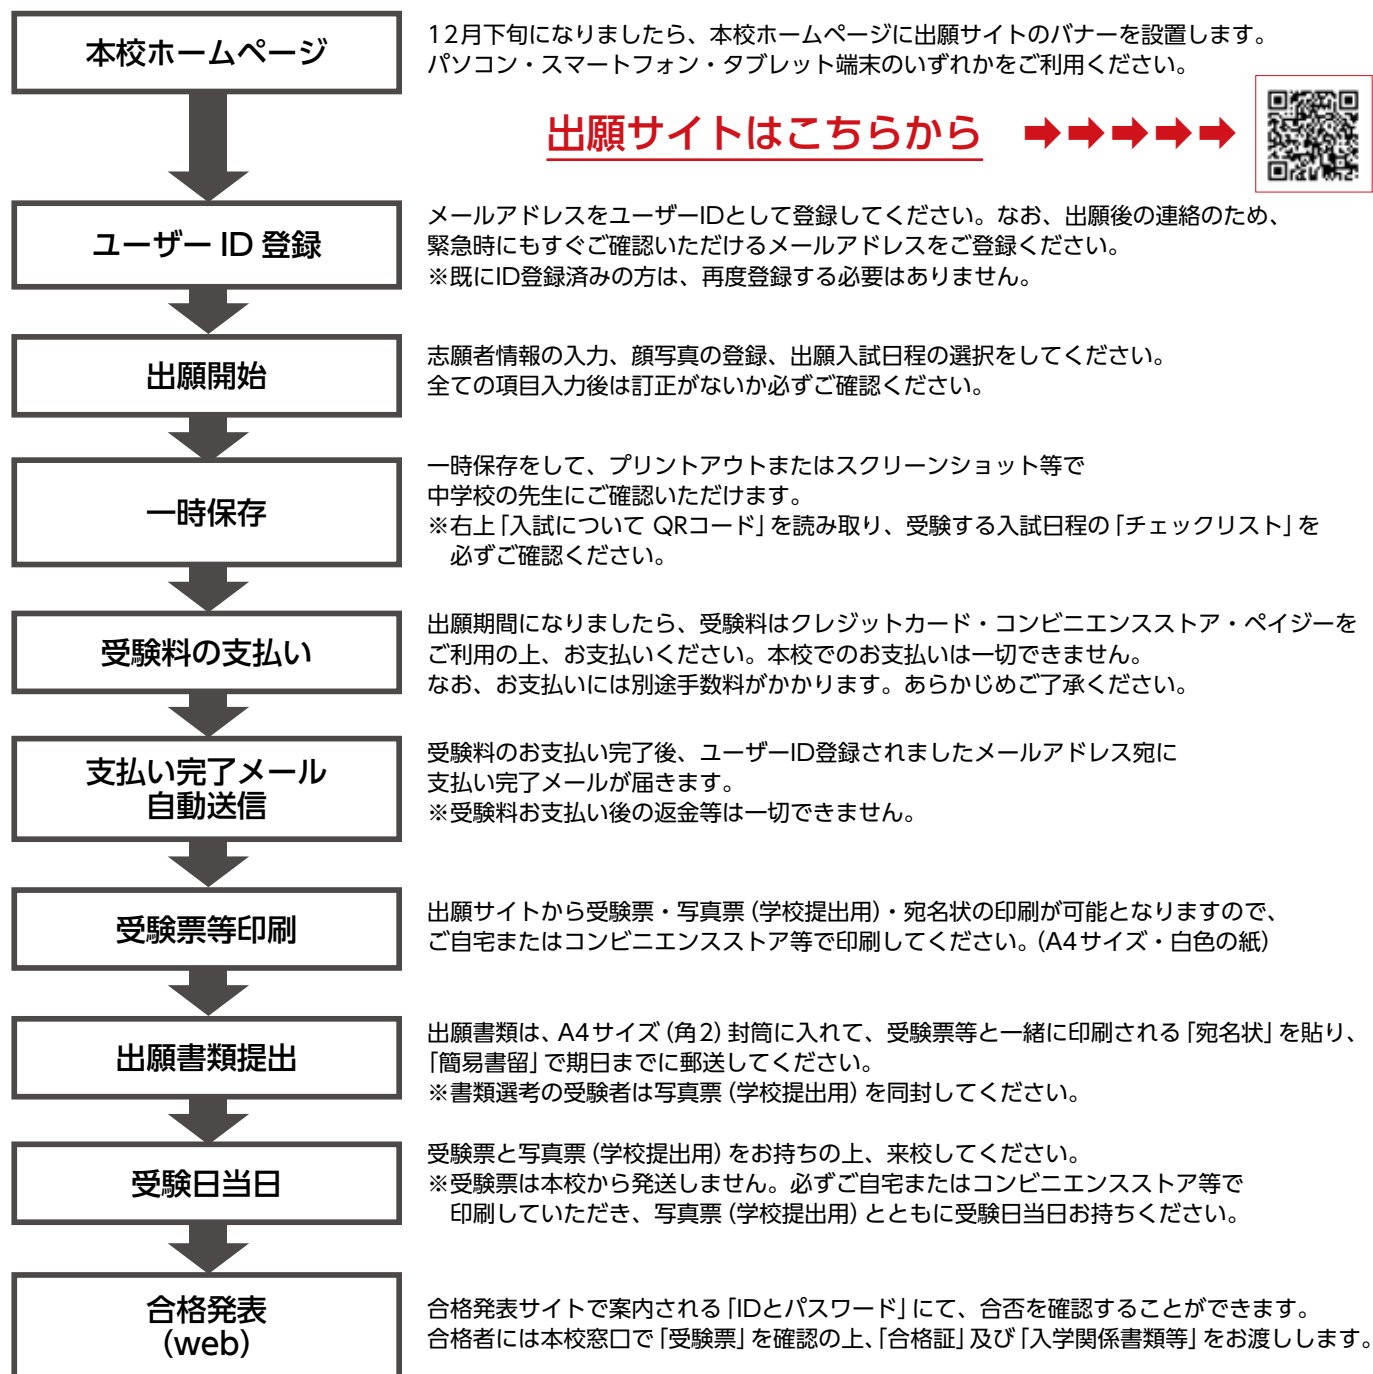 本校ホームページ
12月下旬になりましたら、本校ホームページに出願サイトのバナーを設置します。
パソコン・スマートフォン・タブレット端末のいずれかをご利用ください。
出願サイトはこちらから ➡➡➡➡➡
ユーザー ID 登録
メールアドレスをユーザーIDとして登録してください。なお、出願後の連絡のため、
緊急時にもすぐご確認いただけるメールアドレスをご登録ください。
※既にID登録済みの方は、再度登録する必要はありません。
出願開始
志願者情報の入力、顔写真の登録、出願入試日程の選択をしてください。
全ての項目入力後は訂正がないか必ずご確認ください。
一時保存
一時保存をして、プリントアウトまたはスクリーンショット等で
中学校の先生にご確認いただけます。
※右上「入試について QRコード」を読み取り、受験する入試日程の「チェックリスト」を
必ずご確認ください。
受験料の支払い
出願期間になりましたら、受験料はクレジットカード・コンビニエンスストア・ペイジーを
ご利用の上、お支払いください。本校でのお支払いは一切できません。
なお、お支払いには別途手数料がかかります。あらかじめご了承ください。
支払い完了メール
自動送信
受験料のお支払い完了後、ユーザーID登録されましたメールアドレス宛に
支払い完了メールが届きます。
※受験料お支払い後の返金等は一切できません。
受験票等印刷
出願サイトから受験票・写真票(学校提出用)・宛名状の印刷が可能となりますので、
ご自宅またはコンビニエンスストア等で印刷してください。(A4サイズ・白色の紙)
出願書類提出
出願書類は、A4サイズ(角2)封筒に入れて、受験票等と一緒に印刷される「宛名状」を貼り、
「簡易書留」で期日までに郵送してください。
※書類選考の受験者は写真票(学校提出用)を同封してください。
受験日当日
受験票と写真票(学校提出用)をお持ちの上、来校してください。
※受験票は本校から発送しません。必ずご自宅またはコンビニエンスストア等で
印刷していただき、写真票(学校提出用)とともに受験日当日お持ちください。
合格発表
(web)
合格発表サイトで案内される「IDとパスワード」にて、合否を確認することができます。
合格者には本校窓口で「受験票」を確認の上、「合格証」及び「入学関係書類等」をお渡しします。